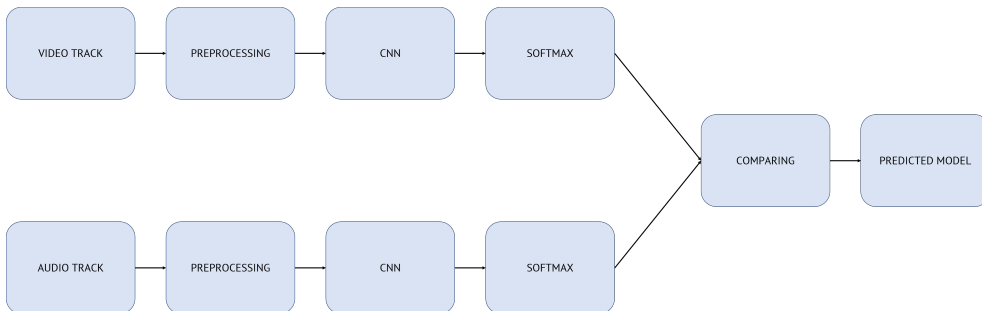 VIDEO TRACK
PREPROCESSING
CNN
SOFTMAX
COMPARING
PREDICTED MODEL
AUDIO TRACK
PREPROCESSING
CNN
SOFTMAX